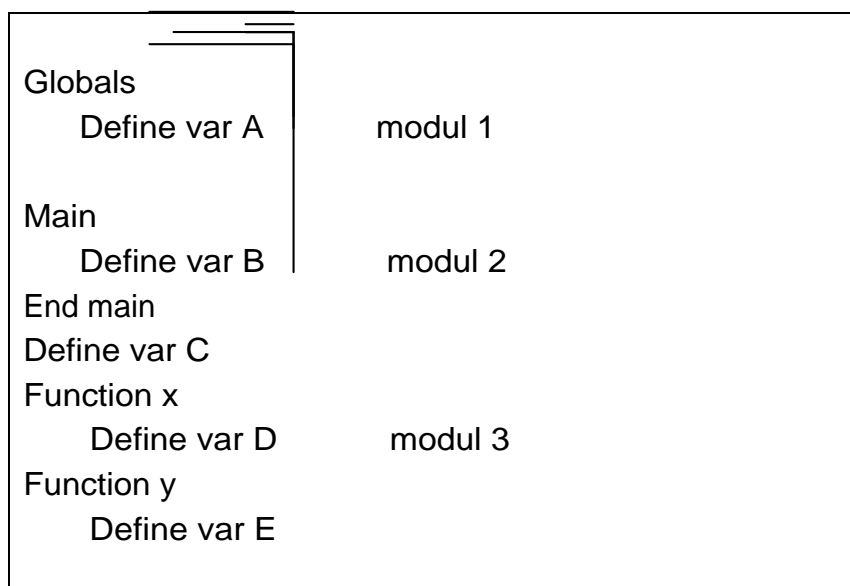 Globals
Define var A modul 1
Main
Define var B modul 2
End main
Define var C
Function x
Define var D modul 3
Function y
Define var E